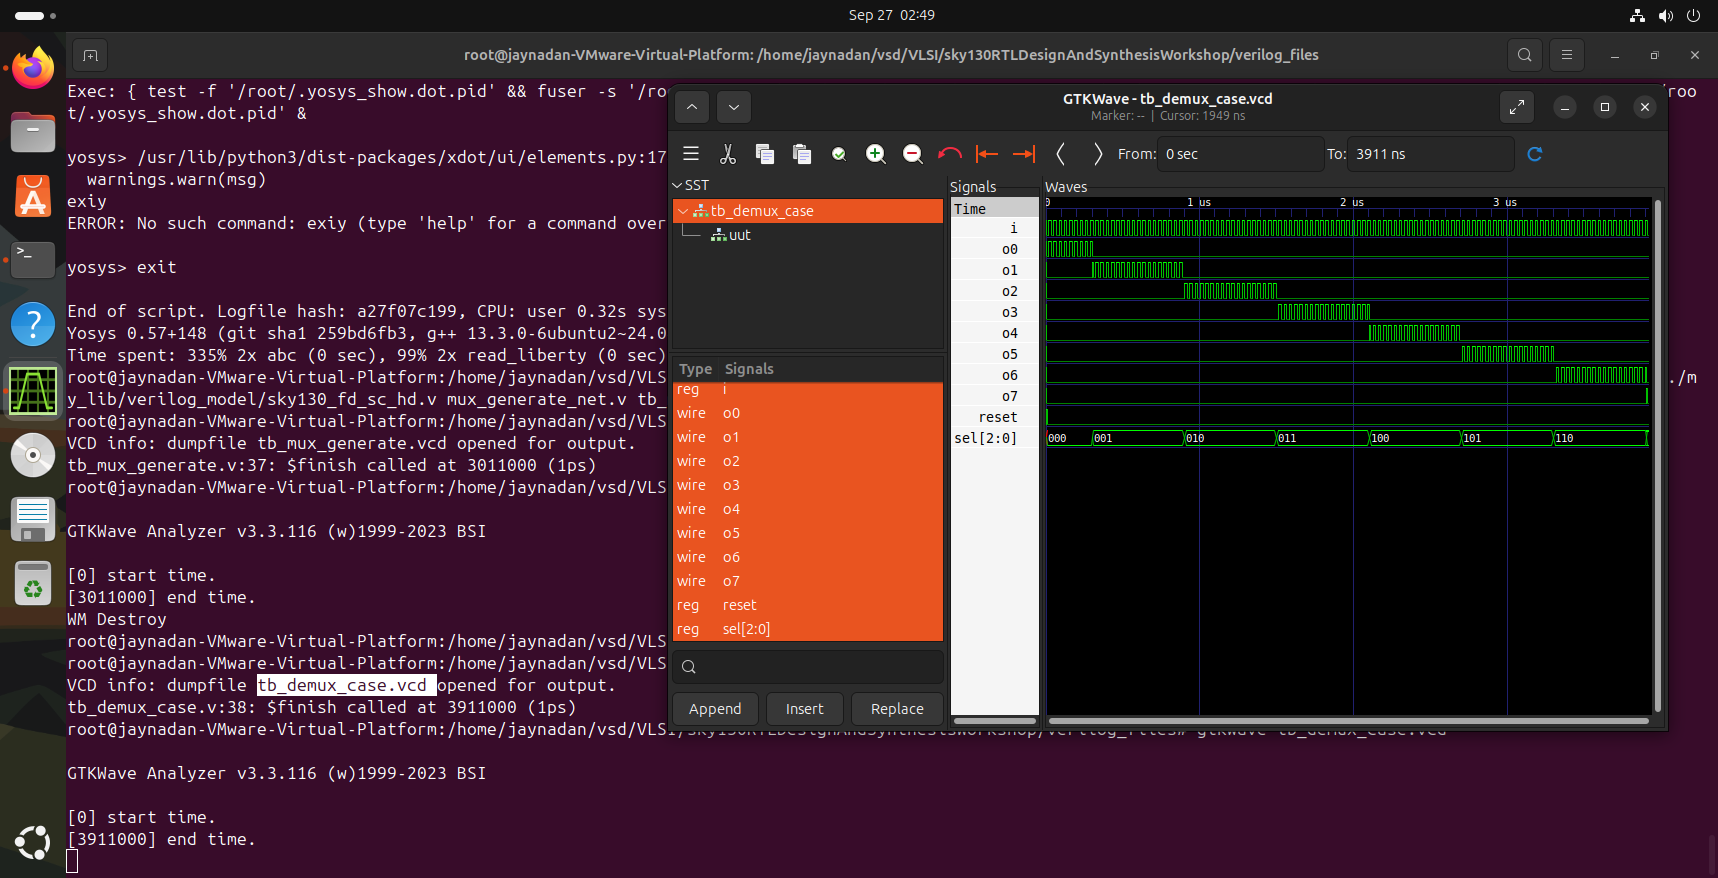 Sep 27 02:49
root@jaynadan-VMware-Virtual-Platform: /home/jaynadan/vsd/VLSI/sky130RTLDesignAndSynthesisWorkshop/verilog_files
Exec: { test -f '/root/.yosys_show.dot.pid' && fuser -s '/roo
t/.yosys_show.dot.pid' &
yosys> /usr/lib/python3/dist-packages/xdot/ui/elements.py:17
warnings.warn(msg)
exiy
ERROR: No such command: exiy (type 'help' for a command over
yosys> exit
End of script. Logfile hash: a27f07c199, CPU: user 0.32s sys
Yosys 0.57+148 (git sha1 259bd6fb3, g++ 13.3.0-6ubuntu2~24.0
Time spent: 335% 2x abc (0 sec), 99% 2x read_liberty (0 sec)
root@jaynadan-VMware-Virtual-Platform:/home/jaynadan/vsd/VLS ./m
y_lib/verilog_model/sky130_fd_sc_hd.v mux_generate_net.v tb_
root@jaynadan-VMware-Virtual-Platform:/home/jaynadan/vsd/VLS
VCD info: dumpfile tb_mux_generate.vcd opened for output.
tb_mux_generate.v:37: $finish called at 3011000 (1ps)
root@jaynadan-VMware-Virtual-Platform:/home/jaynadan/vsd/VLS
GTKWave Analyzer v3.3.116 (w)1999-2023 BSI
[0] start time.
[3011000] end time.
WM Destroy
root@jaynadan-VMware-Virtual-Platform:/home/jaynadan/vsd/VLS
root@jaynadan-VMware-Virtual-Platform:/home/jaynadan/vsd/VLS
VCD info: dumpfile tb_demux_case.vcd opened for output.
tb_demux_case.v:38: $finish called at 3911000 (1ps)
root@jaynadan-VMware-Virtual-Platform:/home/jaynadan/vsd/VLSI/sky130RTLDesignAndSynthesisWorkshop/verilog_files# gtkwave tb_demux_case.vcd
GTKWave Analyzer v3.3.116 (w)1999-2023 BSI
[0] start time.
[3911000] end time.
GTKWave - tb_demux_case.vcd
Marker: -- | Cursor: 1949 ns
From: 0 sec To: 3911 ns
SST
tb_demux_case
uut
Type Signals
reg i
wire o0
wire o1
wire o2
wire o3
wire o4
wire o5
wire o6
wire o7
reg reset
reg sel[2:0]
Append Insert Replace
Signals
Time
i
o0
o1
o2
o3
o4
o5
o6
o7
reset
sel[2:0]
Waves
0 1 us 2 us 3 us
000 001 010 011 100 101 110